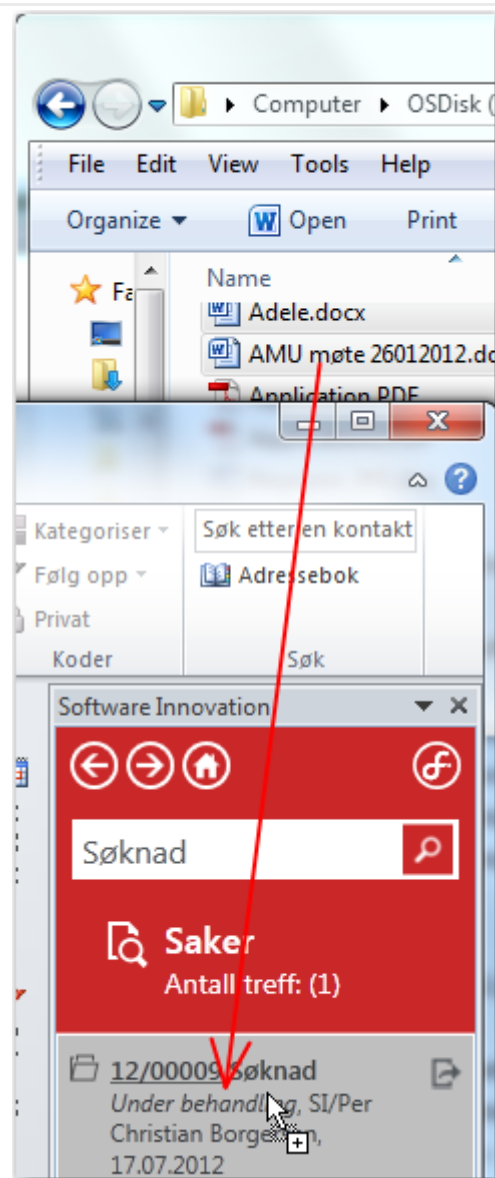 Computer ▸ OSDisk (
File Edit View Tools Help
Organize Open Print
Fa
Name
Adele.docx
AMU møte 26012012.do
Application PDF
Kategoriser
Søk etter en kontakt
Følg opp
Adressebok
Privat
Koder
Søk
Software Innovation
Søknad
Saker
Antall treff: (1)
12/00009 Søknad
Under behandling, SI/Per
Christian Borgersen,
17.07.2012